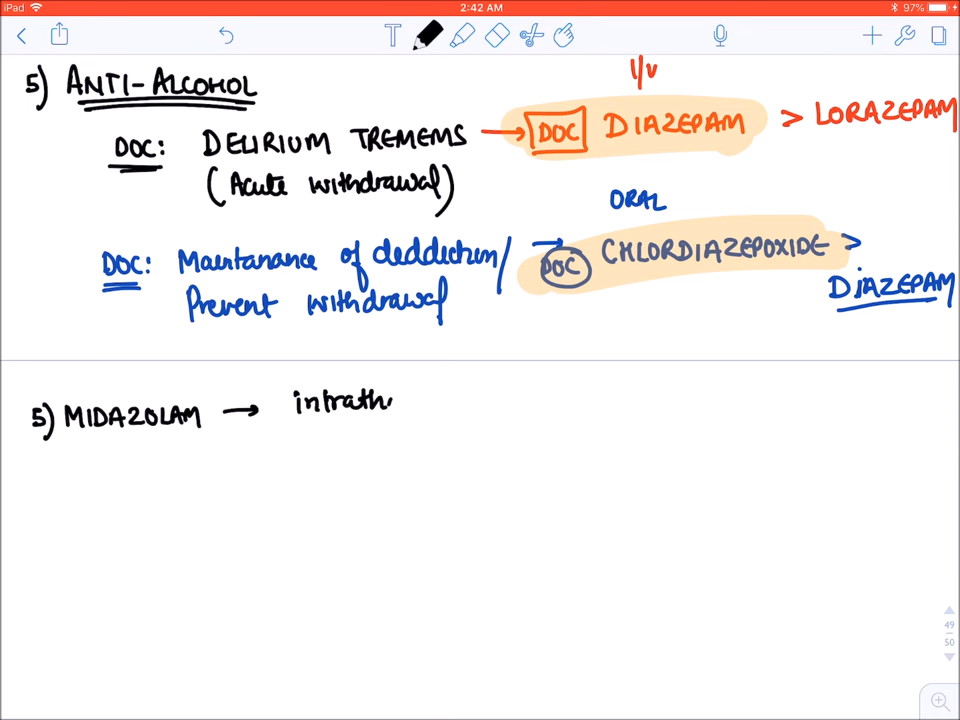 iPad 2:42 AM 97%
T
5) ANTI-ALCOHOL
I/V
DOC: DELIRIUM TREMEMS → DOC DIAZEPAM > LORAZEPAM
(Acute withdrawal)
ORAL
DOC: Maintanance of deddiction/ → DOC CHLORDIAZEPOXIDE >
Prevent withdrawal DIAZEPAM
5) MIDAZOLAM → intrath
49
50